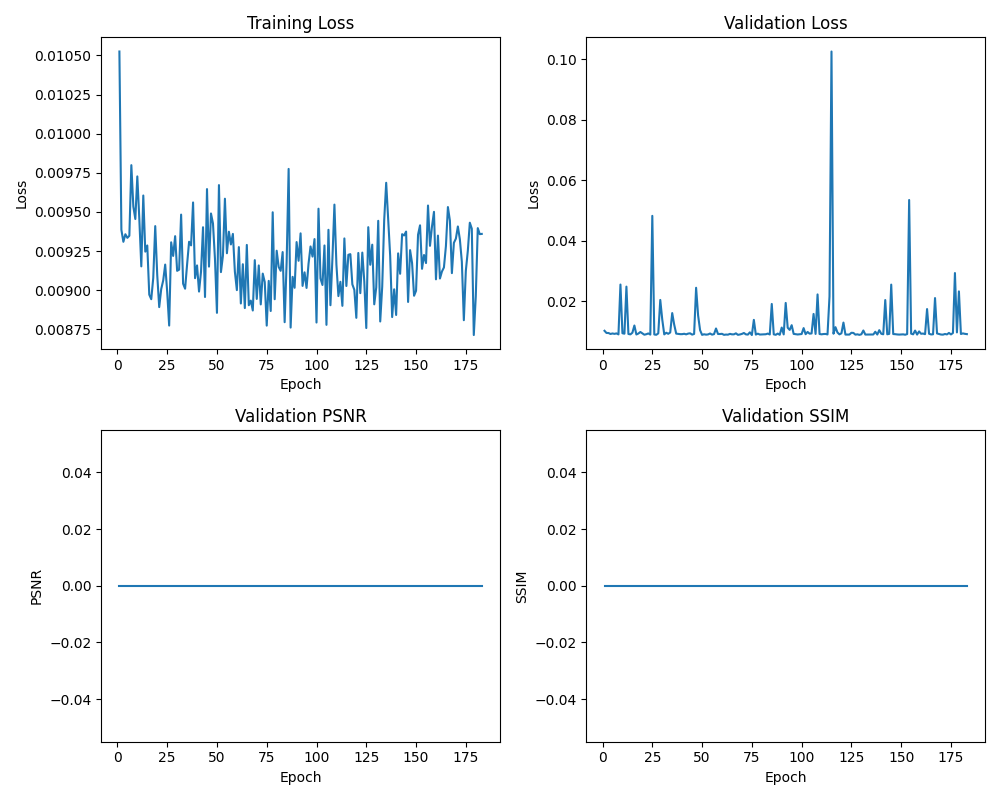 Training Loss
Validation Loss
0.01050
0.01025
0.01000
0.00975
0.00950
0.00925
0.00900
0.00875
Loss
0 25 50 75 100 125 150 175
Epoch
0.10
0.08
0.06
0.04
0.02
Loss
0 25 50 75 100 125 150 175
Epoch
Validation PSNR
Validation SSIM
0.04
0.02
0.00
−0.02
−0.04
PSNR
0 25 50 75 100 125 150 175
Epoch
0.04
0.02
0.00
−0.02
−0.04
SSIM
0 25 50 75 100 125 150 175
Epoch